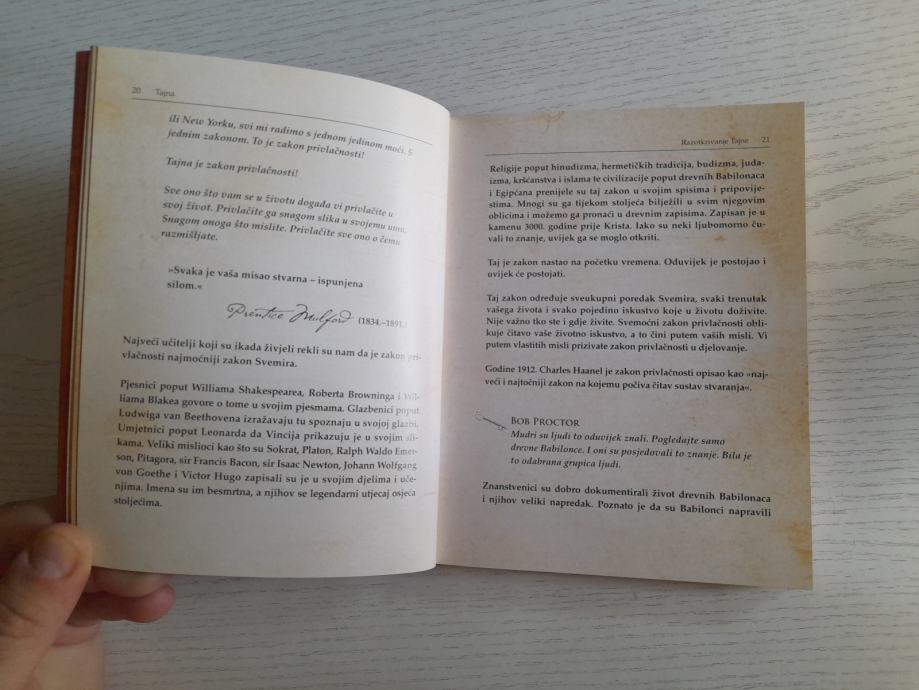 20 Tajna
ili New Yorku, svi mi radimo s jednom jedinom moći. S
jednim zakonom. To je zakon privlačnosti!
Tajna je zakon privlačnosti!
Sve ono što vam se u životu događa vi privlačite u
svoj život. Privlačite ga snagom slika u svojemu umu.
Snagom onoga što mislite. Privlačite sve ono o čemu
razmišljate.
»Svaka je vaša misao stvarna – ispunjena
silom.«
Prentice Mulford (1834.–1891.)
Najveći učitelji koji su ikada živjeli rekli su nam da je zakon pri-
vlačnosti najmoćniji zakon Svemira.
Pjesnici poput Williama Shakespearea, Roberta Browninga i Wil-
liama Blakea govore o tome u svojim pjesmama. Glazbenici poput
Ludwiga van Beethovena izražavaju tu spoznaju u svojoj glazbi.
Umjetnici poput Leonarda da Vincija prikazuju je u svojim sli-
kama. Veliki mislioci kao što su Sokrat, Platon, Ralph Waldo Emer-
son, Pitagora, sir Francis Bacon, sir Isaac Newton, Johann Wolfgang
von Goethe i Victor Hugo zapisali su je u svojim djelima i uče-
njima. Imena su im besmrtna, a njihov se legendarni utjecaj osjeća
stoljećima.
Razotkrivanje Tajne 21
Religije poput hinduizma, hermetičkih tradicija, budizma, juda-
izma, kršćanstva i islama te civilizacije poput drevnih Babilonaca
i Egipćana prenijele su taj zakon u svojim spisima i pripovije-
stima. Mnogi su ga tijekom stoljeća bilježili u svim njegovim
oblicima i možemo ga pronaći u drevnim zapisima. Zapisan je u
kamenu 3000. godine prije Krista. Iako su neki ljubomorno ču-
vali to znanje, uvijek ga se moglo otkriti.
Taj je zakon nastao na početku vremena. Oduvijek je postojao i
uvijek će postojati.
Taj zakon određuje sveukupni poredak Svemira, svaki trenutak
vašega života i svako pojedino iskustvo koje u životu doživite.
Nije važno tko ste i gdje živite. Svemoćni zakon privlačnosti obli-
kuje čitavo vaše životno iskustvo, a to čini putem vaših misli. Vi
putem vlastitih misli prizivate zakon privlačnosti u djelovanje.
Godine 1912. Charles Haanel je zakon privlačnosti opisao kao »naj-
veći i najtočniji zakon na kojemu počiva čitav sustav stvaranja«.
BOB PROCTOR
Mudri su ljudi to oduvijek znali. Pogledajte samo
drevne Babilonce. I oni su posjedovali to znanje. Bila je
to odabrana grupica ljudi.
Znanstvenici su dobro dokumentirali život drevnih Babilonaca
i njihov veliki napredak. Poznato je da su Babilonci napravili